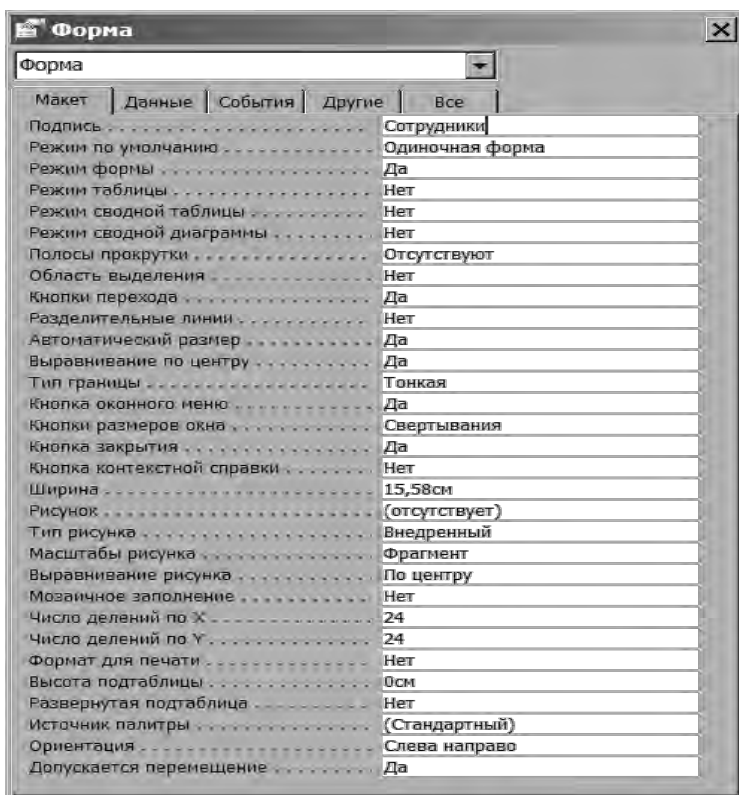 Форма
Форма
Макет Данные События Другие Все
Подпись Сотрудники
Режим по умолчанию Одиночная форма
Режим формы Да
Режим таблицы Нет
Режим сводной таблицы Нет
Режим сводной диаграммы Нет
Полосы прокрутки Отсутствуют
Область выделения Нет
Кнопки перехода Да
Разделительные линии Нет
Автоматический размер Да
Выравнивание по центру Да
Тип границы Тонкая
Кнопка оконного меню Да
Кнопки размеров окна Свертывания
Кнопка закрытия Да
Кнопка контекстной справки Нет
Ширина 15,58см
Рисунок (отсутствует)
Тип рисунка Внедренный
Масштабы рисунка Фрагмент
Выравнивание рисунка По центру
Мозаичное заполнение Нет
Число делений по X 24
Число делений по Y 24
Формат для печати Нет
Высота подтаблицы 0см
Развернутая подтаблица Нет
Источник палитры (Стандартный)
Ориентация Слева направо
Допускается перемещение Да